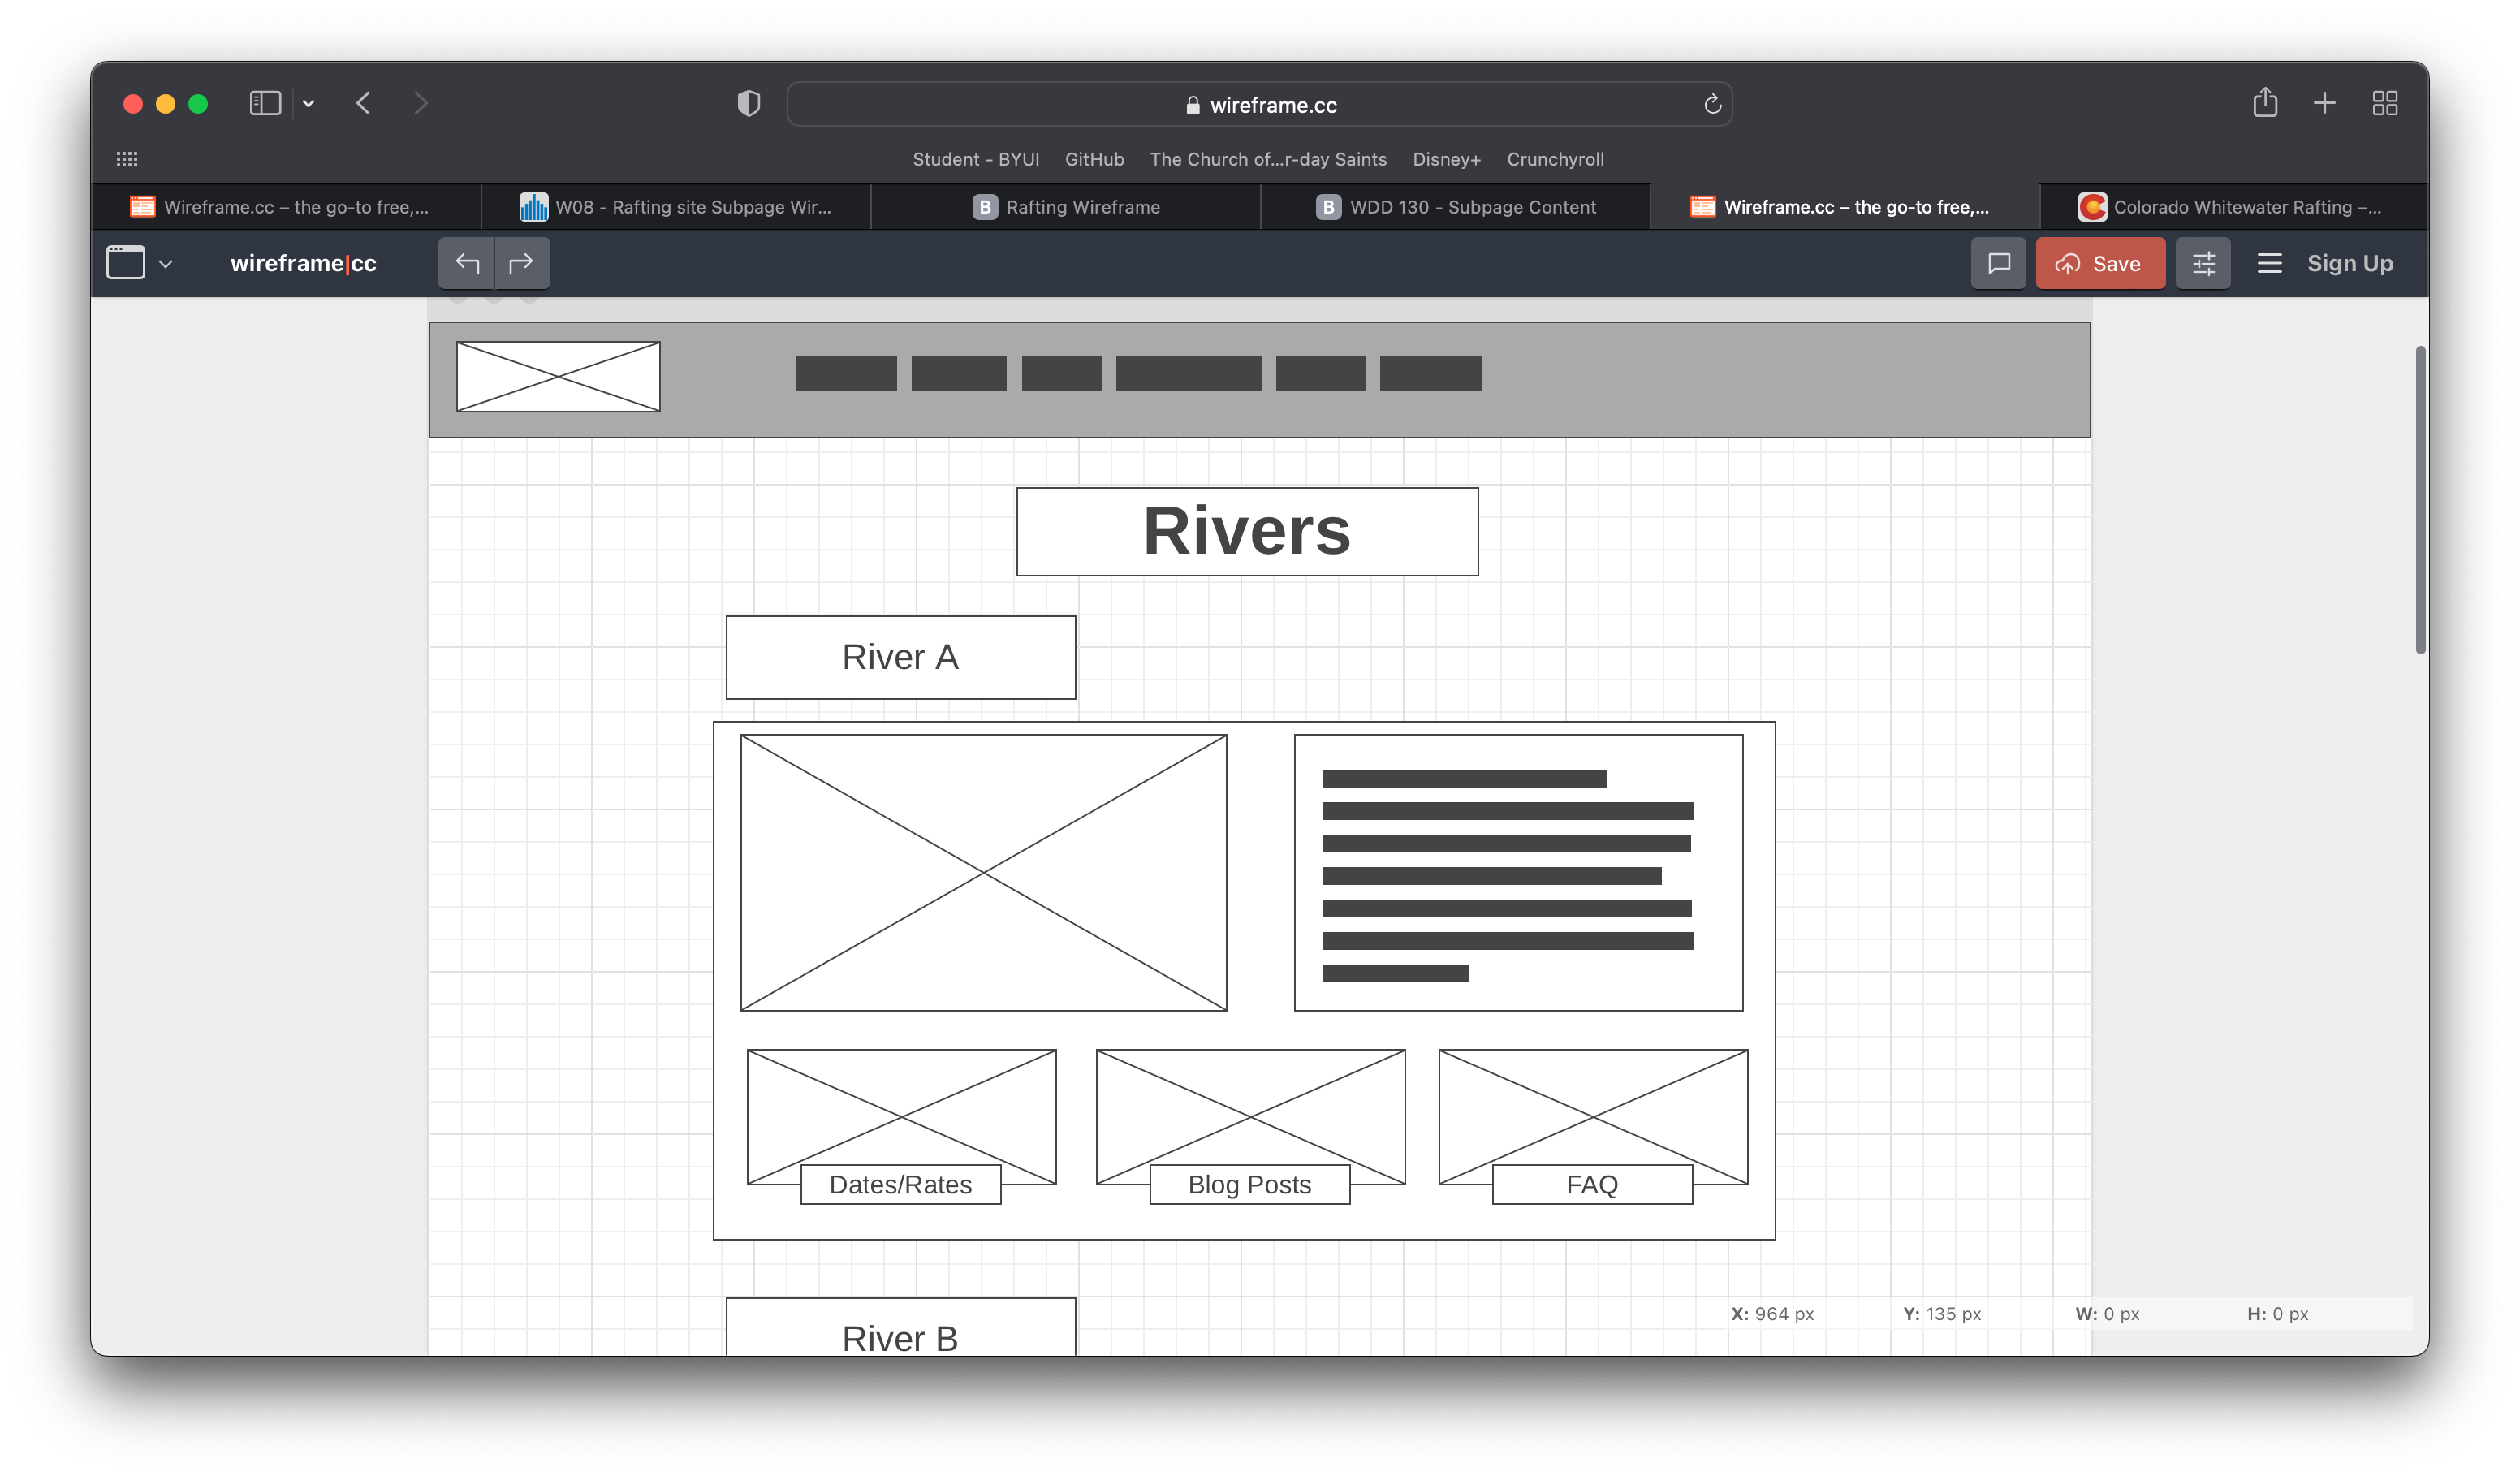 wireframe.cc
Student - BYUI GitHub The Church of...r-day Saints Disney+ Crunchyroll
Wireframe.cc – the go-to free,... W08 - Rafting site Subpage Wir... B Rafting Wireframe B WDD 130 - Subpage Content Wireframe.cc – the go-to free,... Colorado Whitewater Rafting –...
wireframe|cc Save Sign Up
Rivers
River A
Dates/Rates Blog Posts FAQ
River B
X: 964 px Y: 135 px W: 0 px H: 0 px